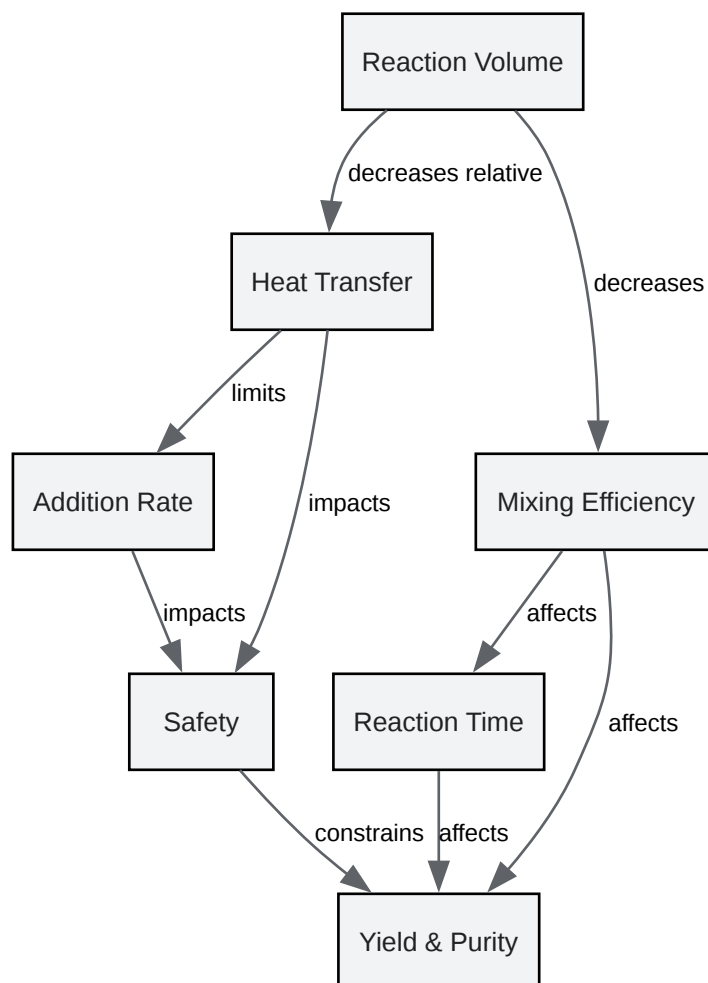 Reaction Volume
decreases relative
Heat Transfer
decreases
limits
Addition Rate
impacts
Mixing Efficiency
impacts
affects
Safety
Reaction Time
affects
constrains
affects
Yield & Purity